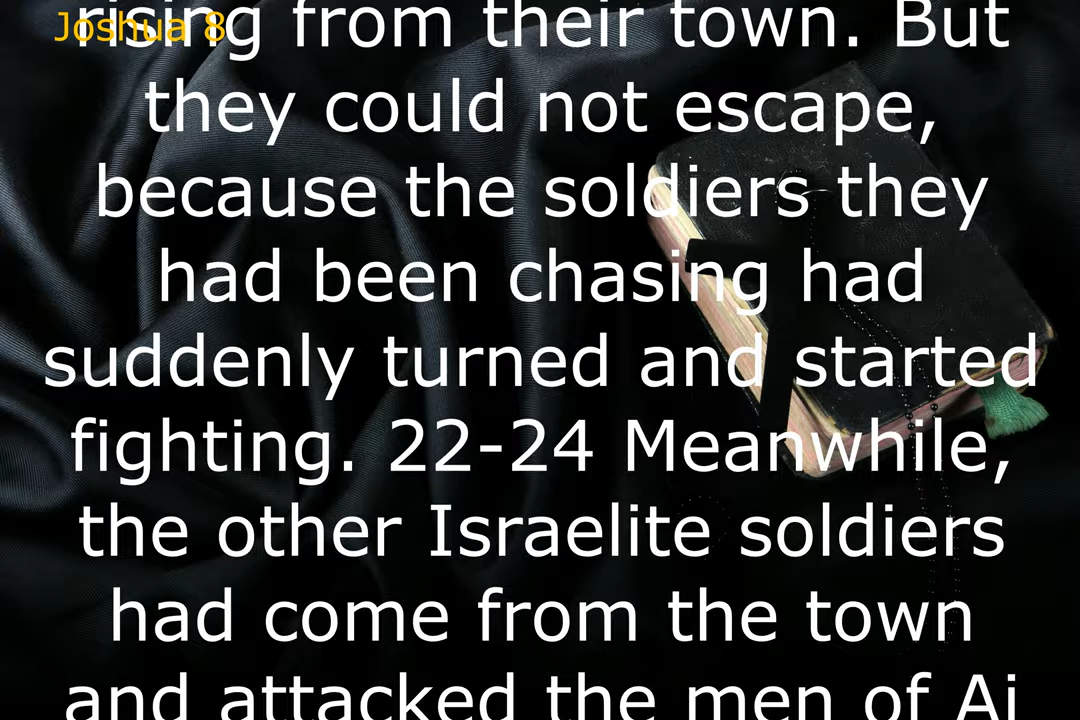 Joshua 8
rising from their town. But
they could not escape,
because the soldiers they
had been chasing had
suddenly turned and started
fighting. 22-24 Meanwhile,
the other Israelite soldiers
had come from the town
and attacked the men of Ai